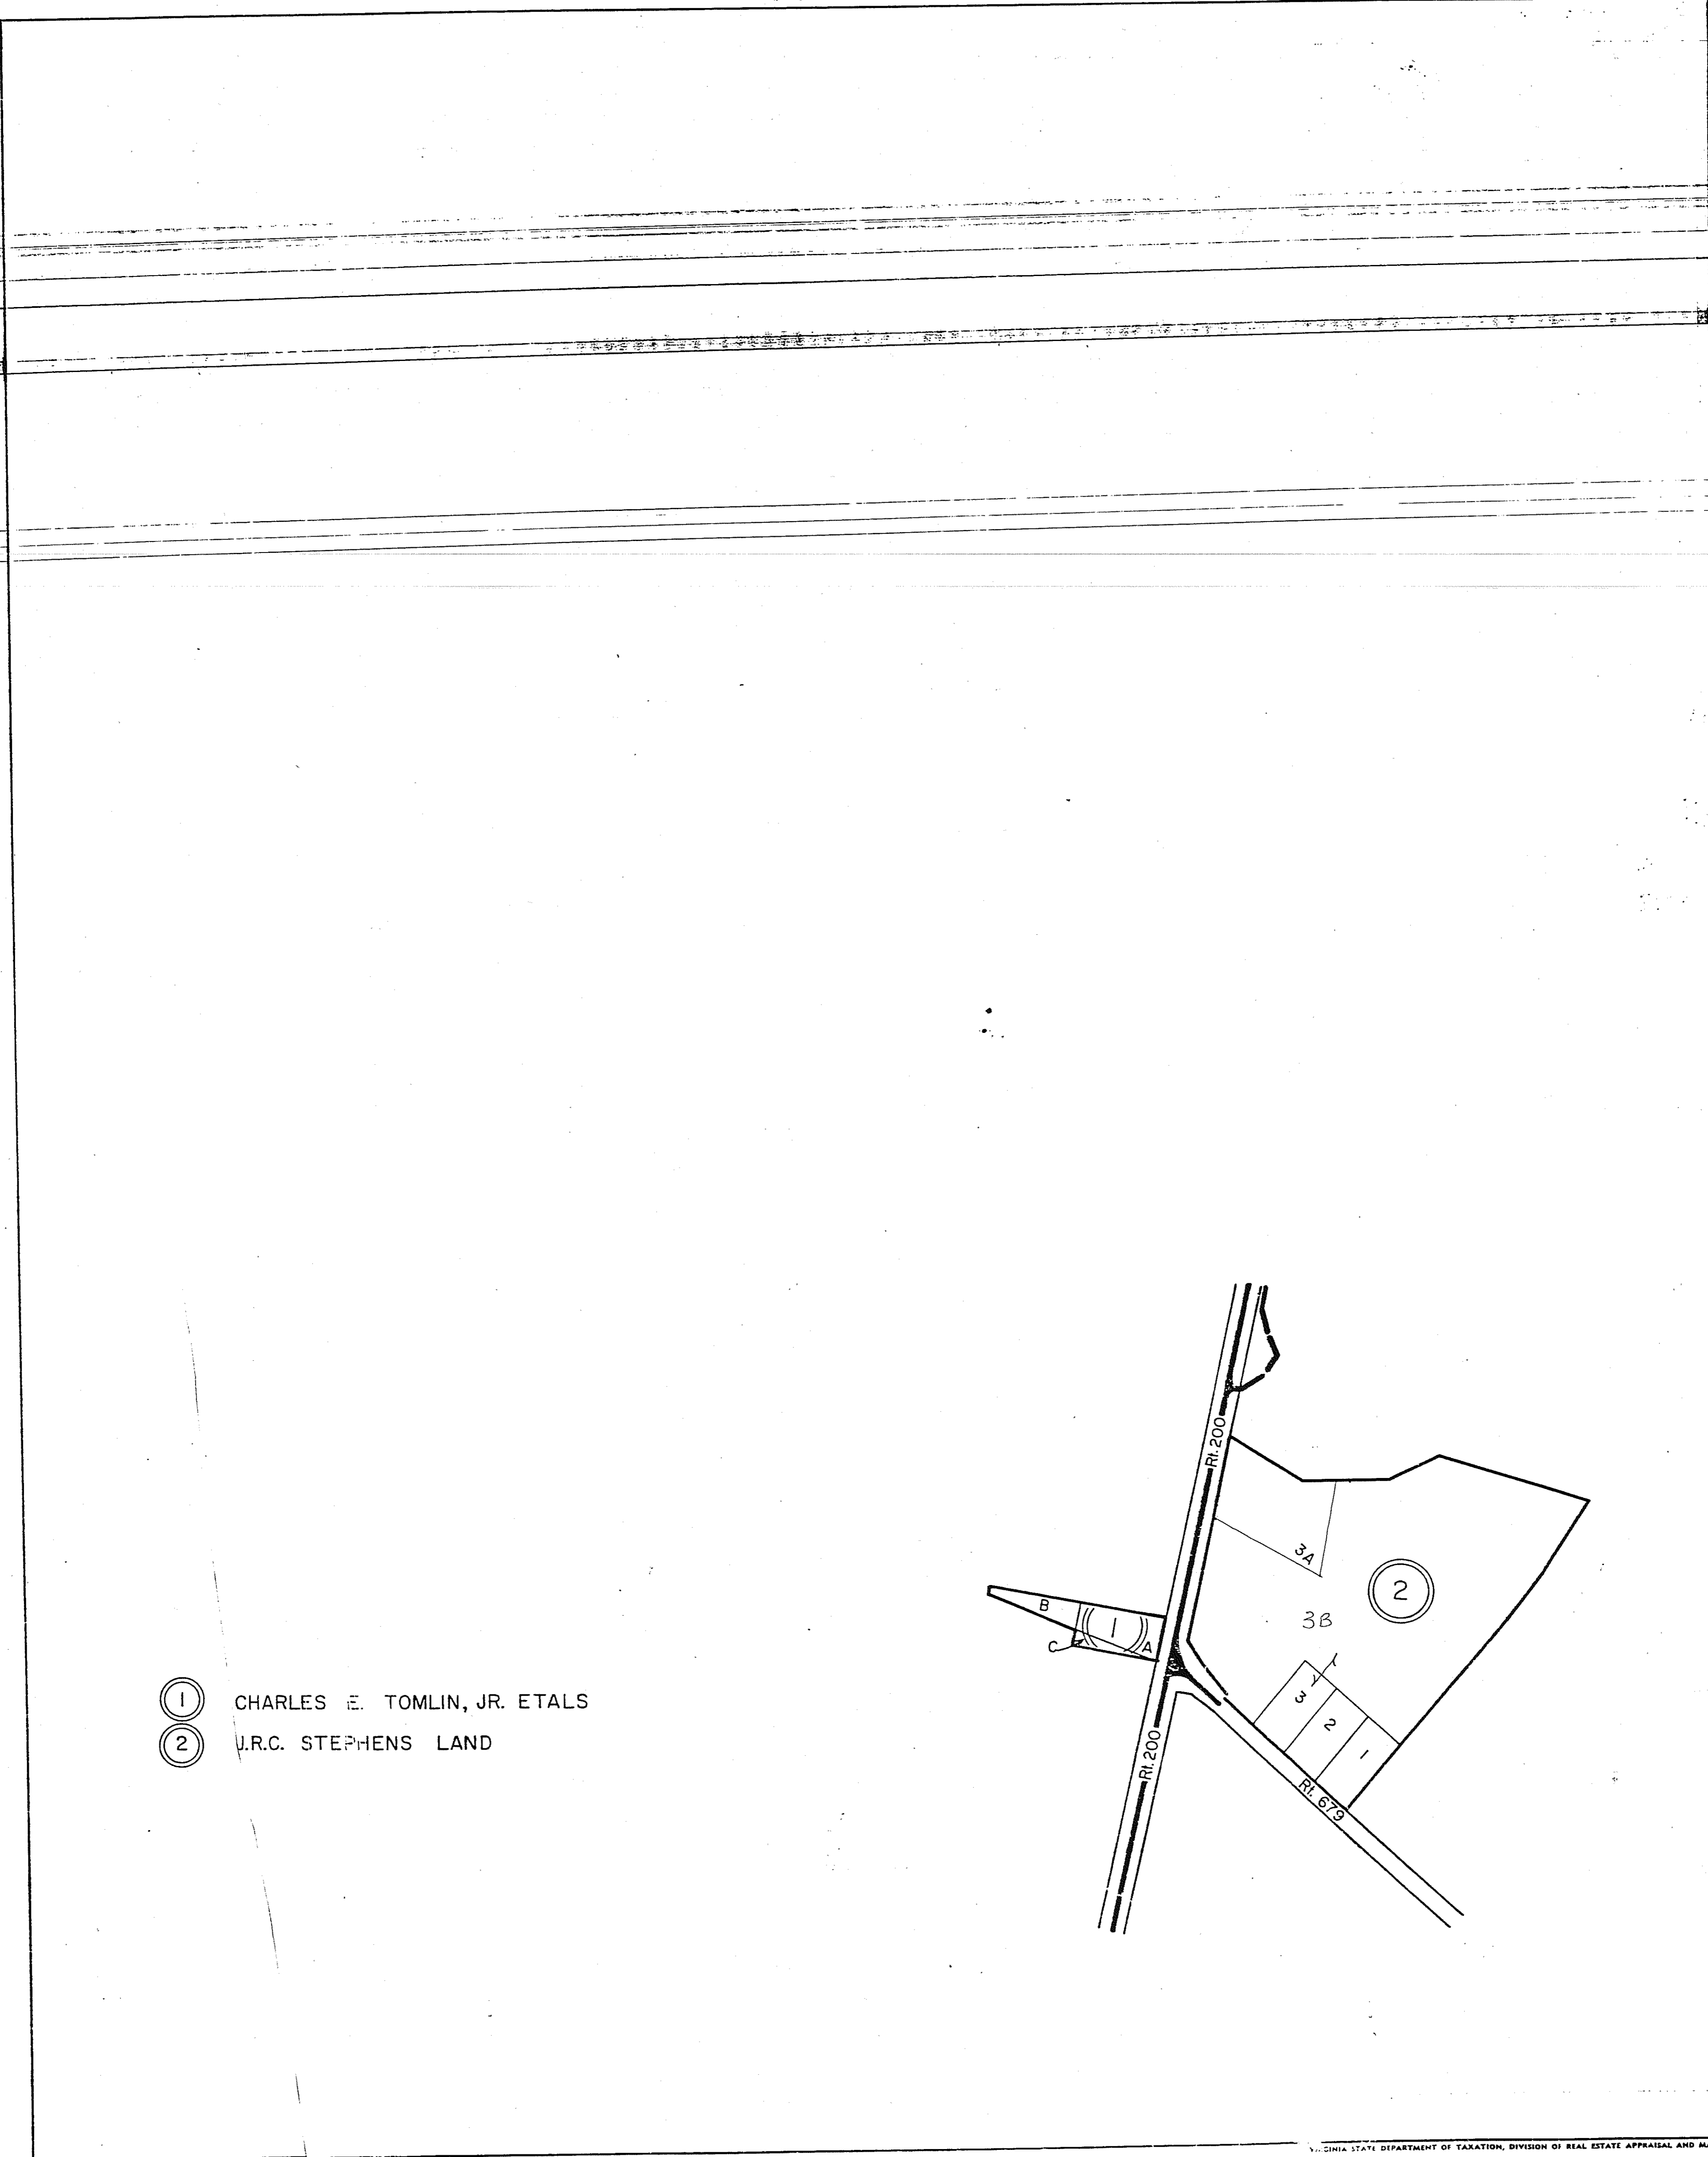 Rt. 200
3A
2
B
1
3B
C
A
3
2
1
1 CHARLES E. TOMLIN, JR. ETALS
2 J.R.C. STEPHENS LAND
Rt. 200
Rt. 679
VIRGINIA STATE DEPARTMENT OF TAXATION, DIVISION OF REAL ESTATE APPRAISAL AND